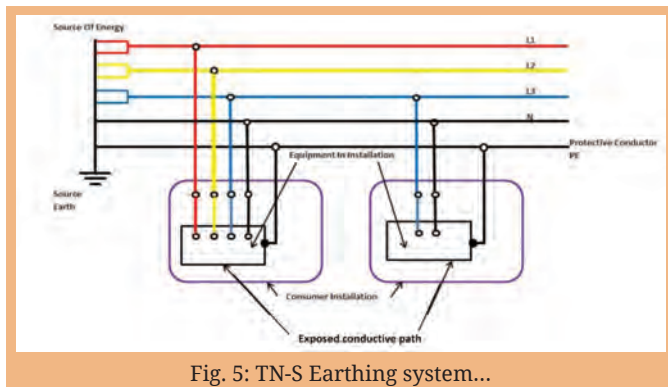 Source Of Energy
L1
L2
L3
N
Protective Conductor
PE
Equipment In Installation
Source
Earth
Consumer Installation
Exposed conductive path
Fig. 5: TN-S Earthing system...